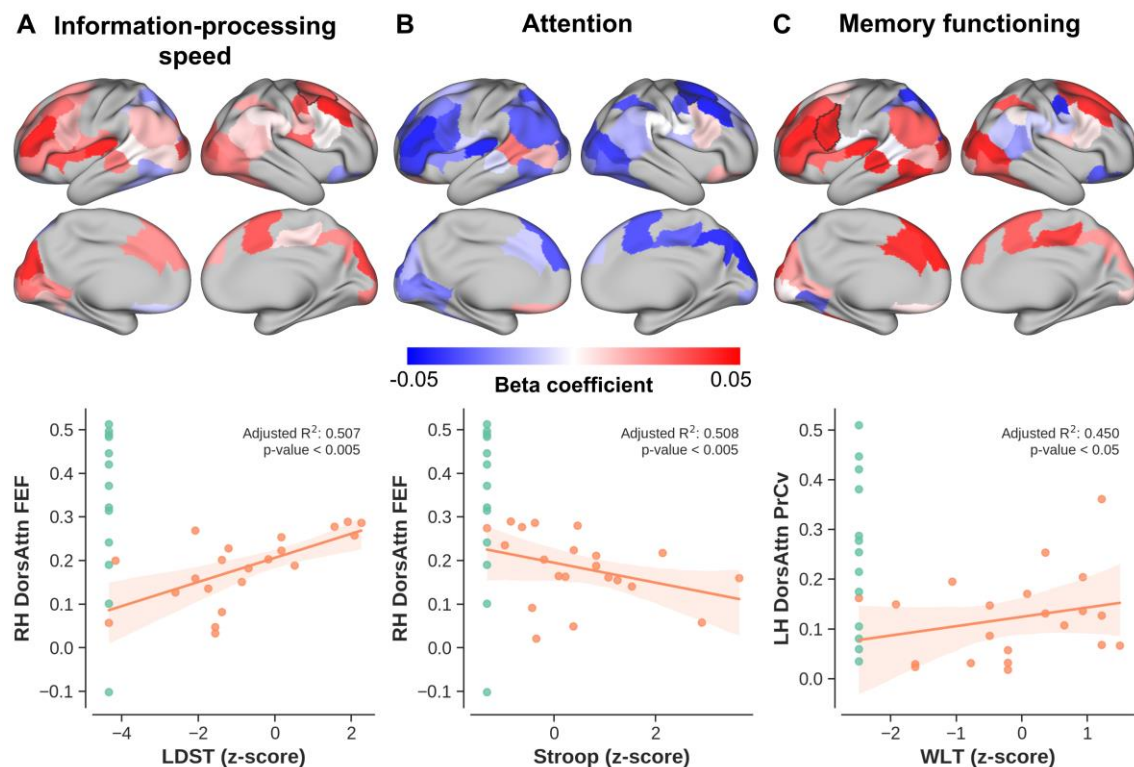 A Information-processing speed
B Attention
C Memory functioning
-0.05 0.05
Beta coefficient
RH DorsAttn FEF
0.5
0.4
0.3
0.2
0.1
0.0
−0.1
Adjusted R²: 0.507
p-value < 0.005
−4 −2 0 2
LDST (z-score)
RH DorsAttn FEF
0.5
0.4
0.3
0.2
0.1
0.0
−0.1
Adjusted R²: 0.508
p-value < 0.005
0 2
Stroop (z-score)
LH DorsAttn PrCv
0.5
0.4
0.3
0.2
0.1
0.0
Adjusted R²: 0.450
p-value < 0.05
−2 −1 0 1
WLT (z-score)